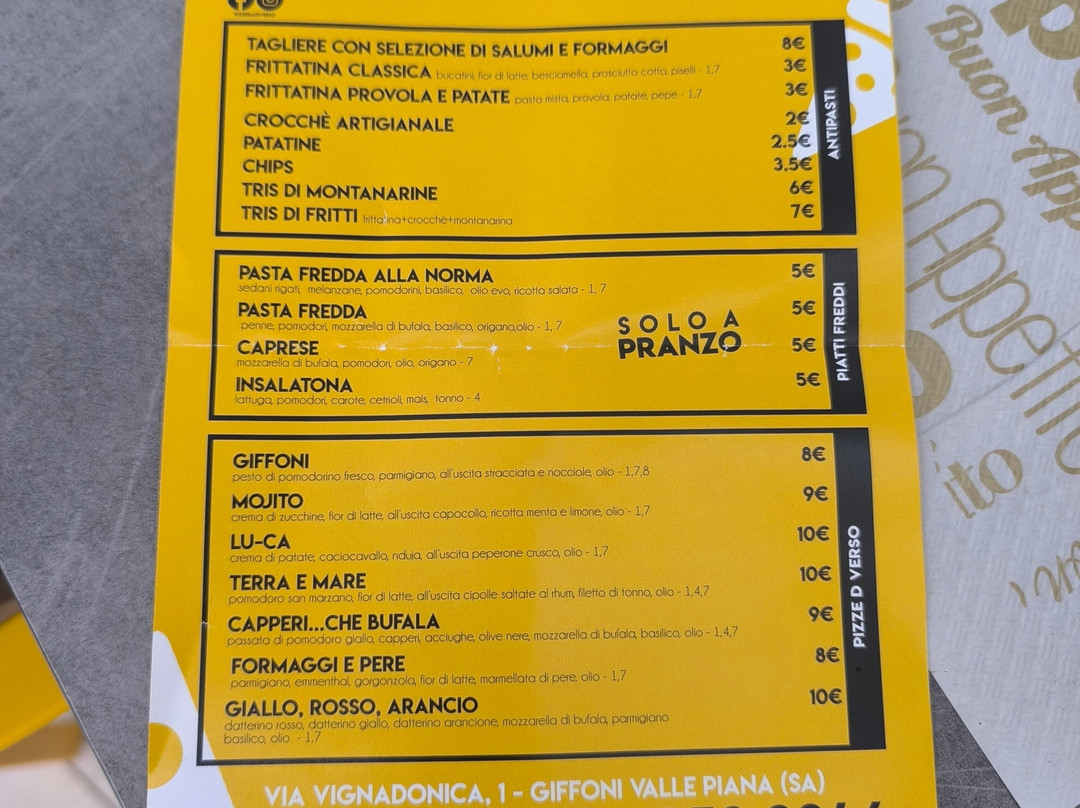 TAGLIERE CON SELEZIONE DI SALUMI E FORMAGGI 8€
FRITTATINA CLASSICA bucatini, fior di latte, besciamella, prosciutto cotto, piselli - 1,7 3€
FRITTATINA PROVOLA E PATATE pasta mista, provola, patate, pepe - 1,7 3€
CROCCHÈ ARTIGIANALE 2€
PATATINE 2.5€
CHIPS 3.5€
TRIS DI MONTANARINE 6€
TRIS DI FRITTI frittatina+crocchè+montanarina 7€
ANTIPASTI
PASTA FREDDA ALLA NORMA 5€
sedani rigati, melanzane, pomodorini, basilico, olio evo, ricotta salata - 1, 7
PASTA FREDDA 5€
penne, pomodori, mozzarella di bufala, basilico, origano,olio - 1, 7
CAPRESE 5€
mozzarella di bufala, pomodori, olio, origano - 7
INSALATONA 5€
lattuga, pomodori, carote, cetrioli, mais, tonno - 4
SOLO A
PRANZO
PIATTI FREDDI
GIFFONI 8€
pesto di pomodorino fresco, parmigiano, all'uscita stracciata e nocciole, olio - 1,7,8
MOJITO 9€
crema di zucchine, fior di latte, all'uscita capocollo, ricotta menta e limone, olio - 1,7
LU-CA 10€
crema di patate, caciocavallo, nduja, all'uscita peperone crusco, olio - 1,7
TERRA E MARE 10€
pomodoro san marzano, fior di latte, all'uscita cipolle saltate al rhum, filetto di tonno, olio - 1,4,7
CAPPERI...CHE BUFALA 9€
passata di pomodoro giallo, capperi, acciughe, olive nere, mozzarella di bufala, basilico, olio - 1,4,7
FORMAGGI E PERE 8€
parmigiano, emmenthal, gorgonzola, fior di latte, marmellata di pere, olio - 1,7
GIALLO, ROSSO, ARANCIO 10€
datterino rosso, datterino giallo, datterino arancione, mozzarella di bufala, parmigiano
basilico, olio - 1,7
PIZZE D VERSO
VIA VIGNADONICA, 1 - GIFFONI VALLE PIANA (SA)
Buon App
on Appetito
ito